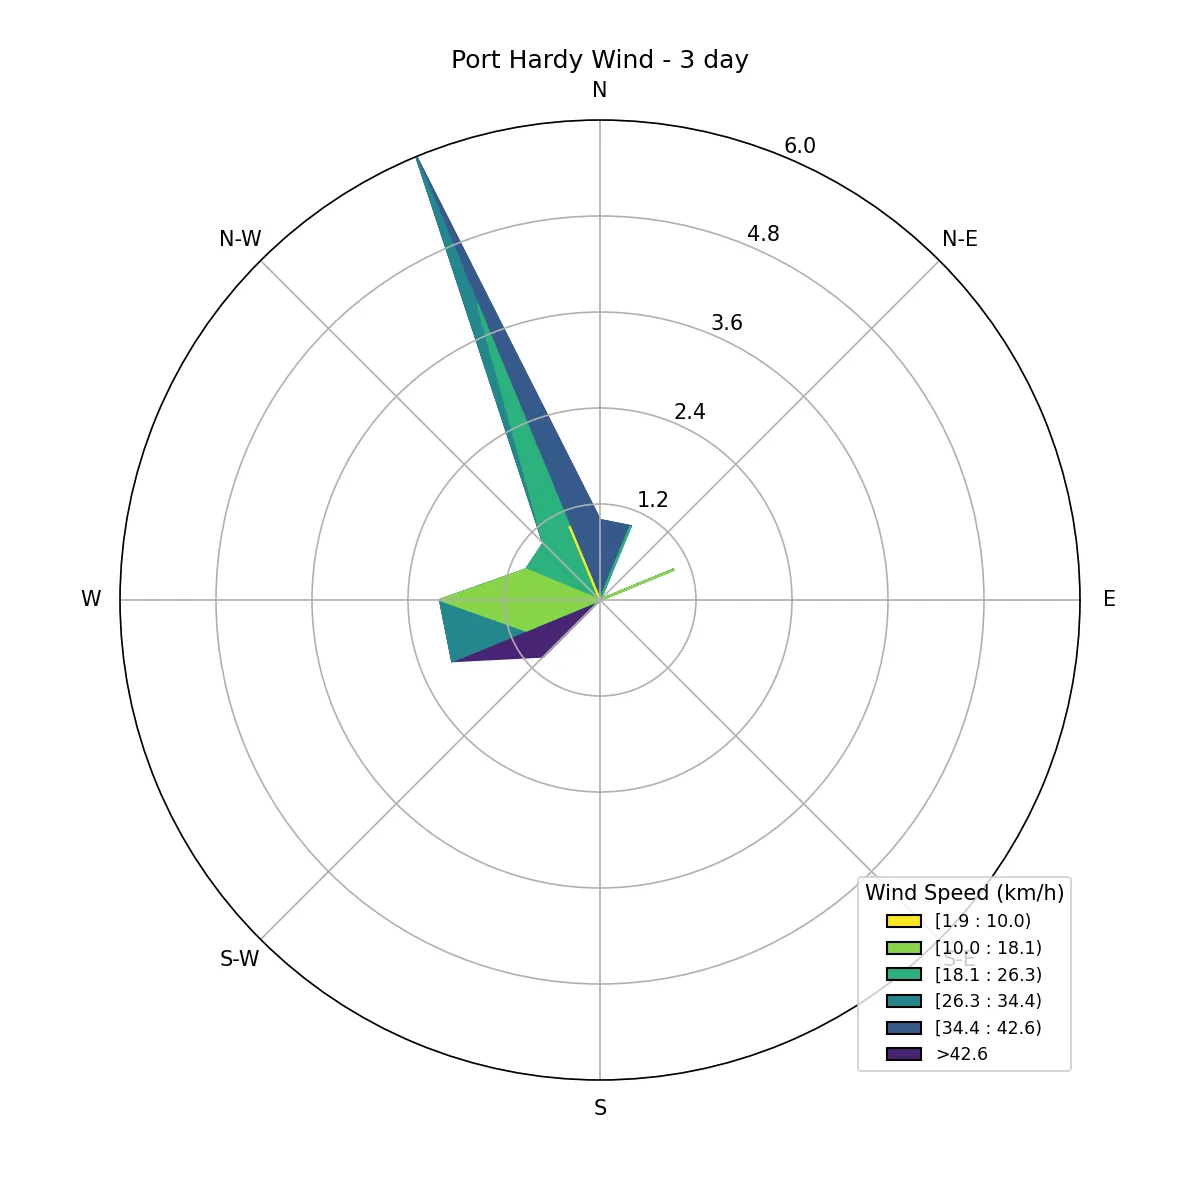 Port Hardy Wind - 3 day
N
6.0
4.8
N-W
N-E
3.6
2.4
1.2
W
E
S-W
S-E
Wind Speed (km/h)
[1.9 : 10.0)
[10.0 : 18.1)
[18.1 : 26.3)
[26.3 : 34.4)
[34.4 : 42.6)
>42.6
S